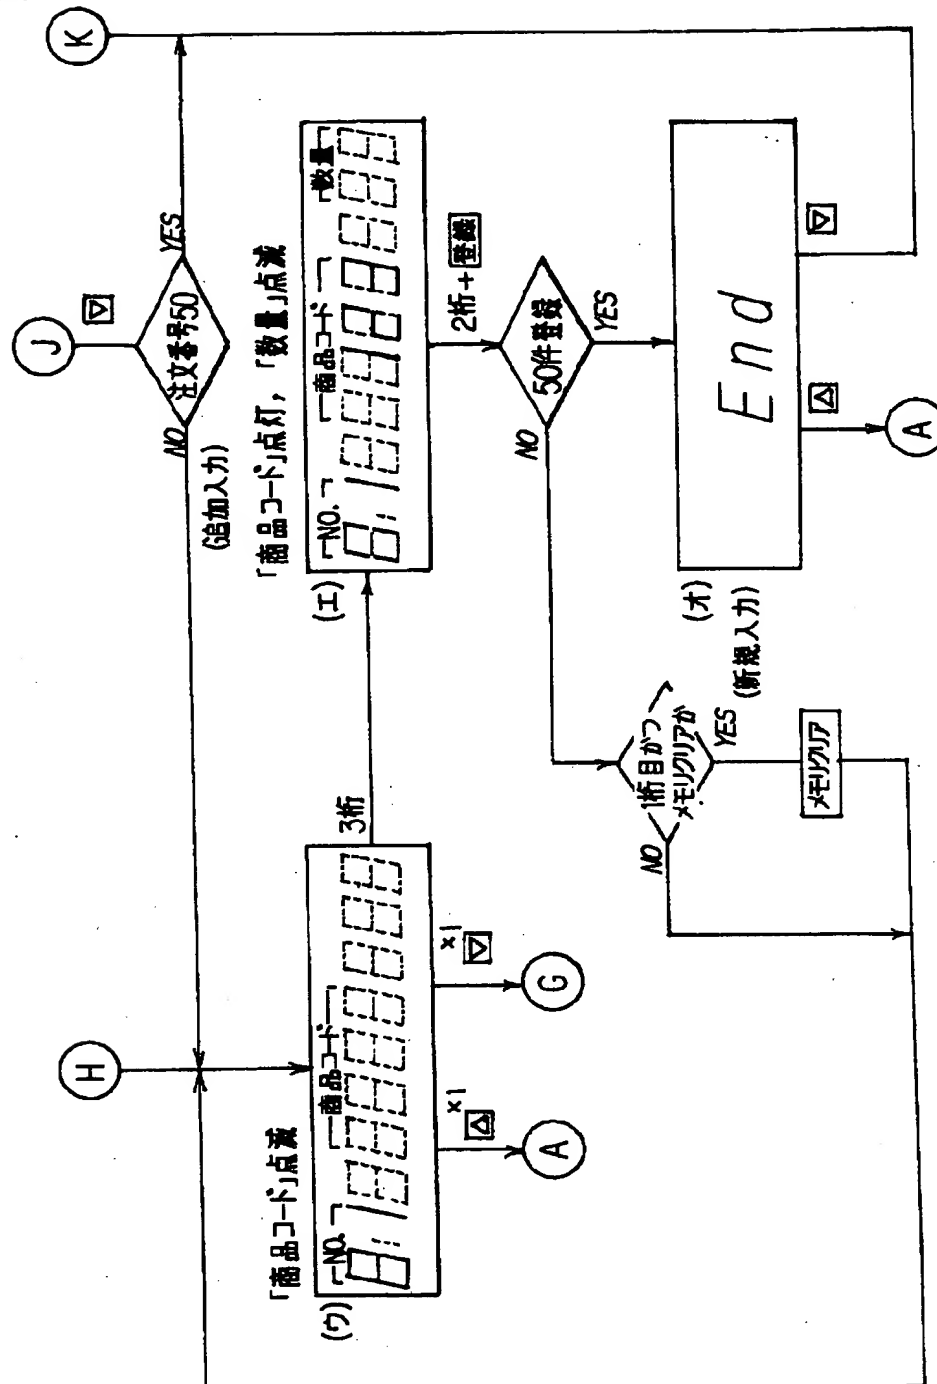 J
K
H
▽
注文番号50
NO
YES
(追加入力)
「商品コード」点滅
(ウ)
NO. 商品コード
×1 △
×1 ▽
A
G
3桁
「商品コード」点灯,「数量」点滅
(エ)
NO. 商品コード 数量
2桁+登録
50件登録
NO
YES
1桁目がつ
メモリクリアか
NO
YES
メモリクリア
(オ)
(新規入力)
End
△
▽
A